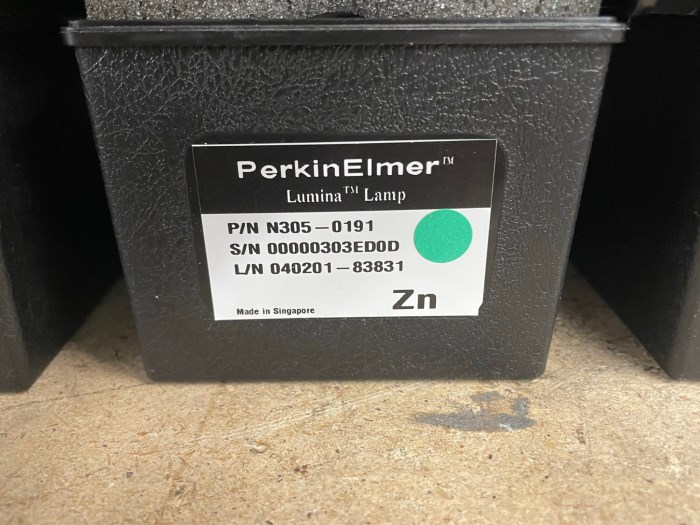 PerkinElmer™
Lumina™ Lamp
P/N N305-0191
S/N 00000303ED0D
L/N 040201-83831
Zn
Made in Singapore